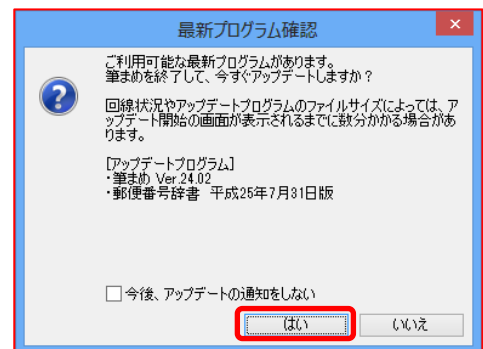 最新プログラム確認
ご利用可能な最新プログラムがあります。
筆まめを終了して、今すぐアップデートしますか？
回線状況やアップデートプログラムのファイルサイズによっては、ア
ップデート開始の画面が表示されるまでに数分かかる場合があ
ります。
[アップデートプログラム]
・筆まめ Ver.24.02
・郵便番号辞書 平成25年7月31日版
今後、アップデートの通知をしない
はい
いいえ